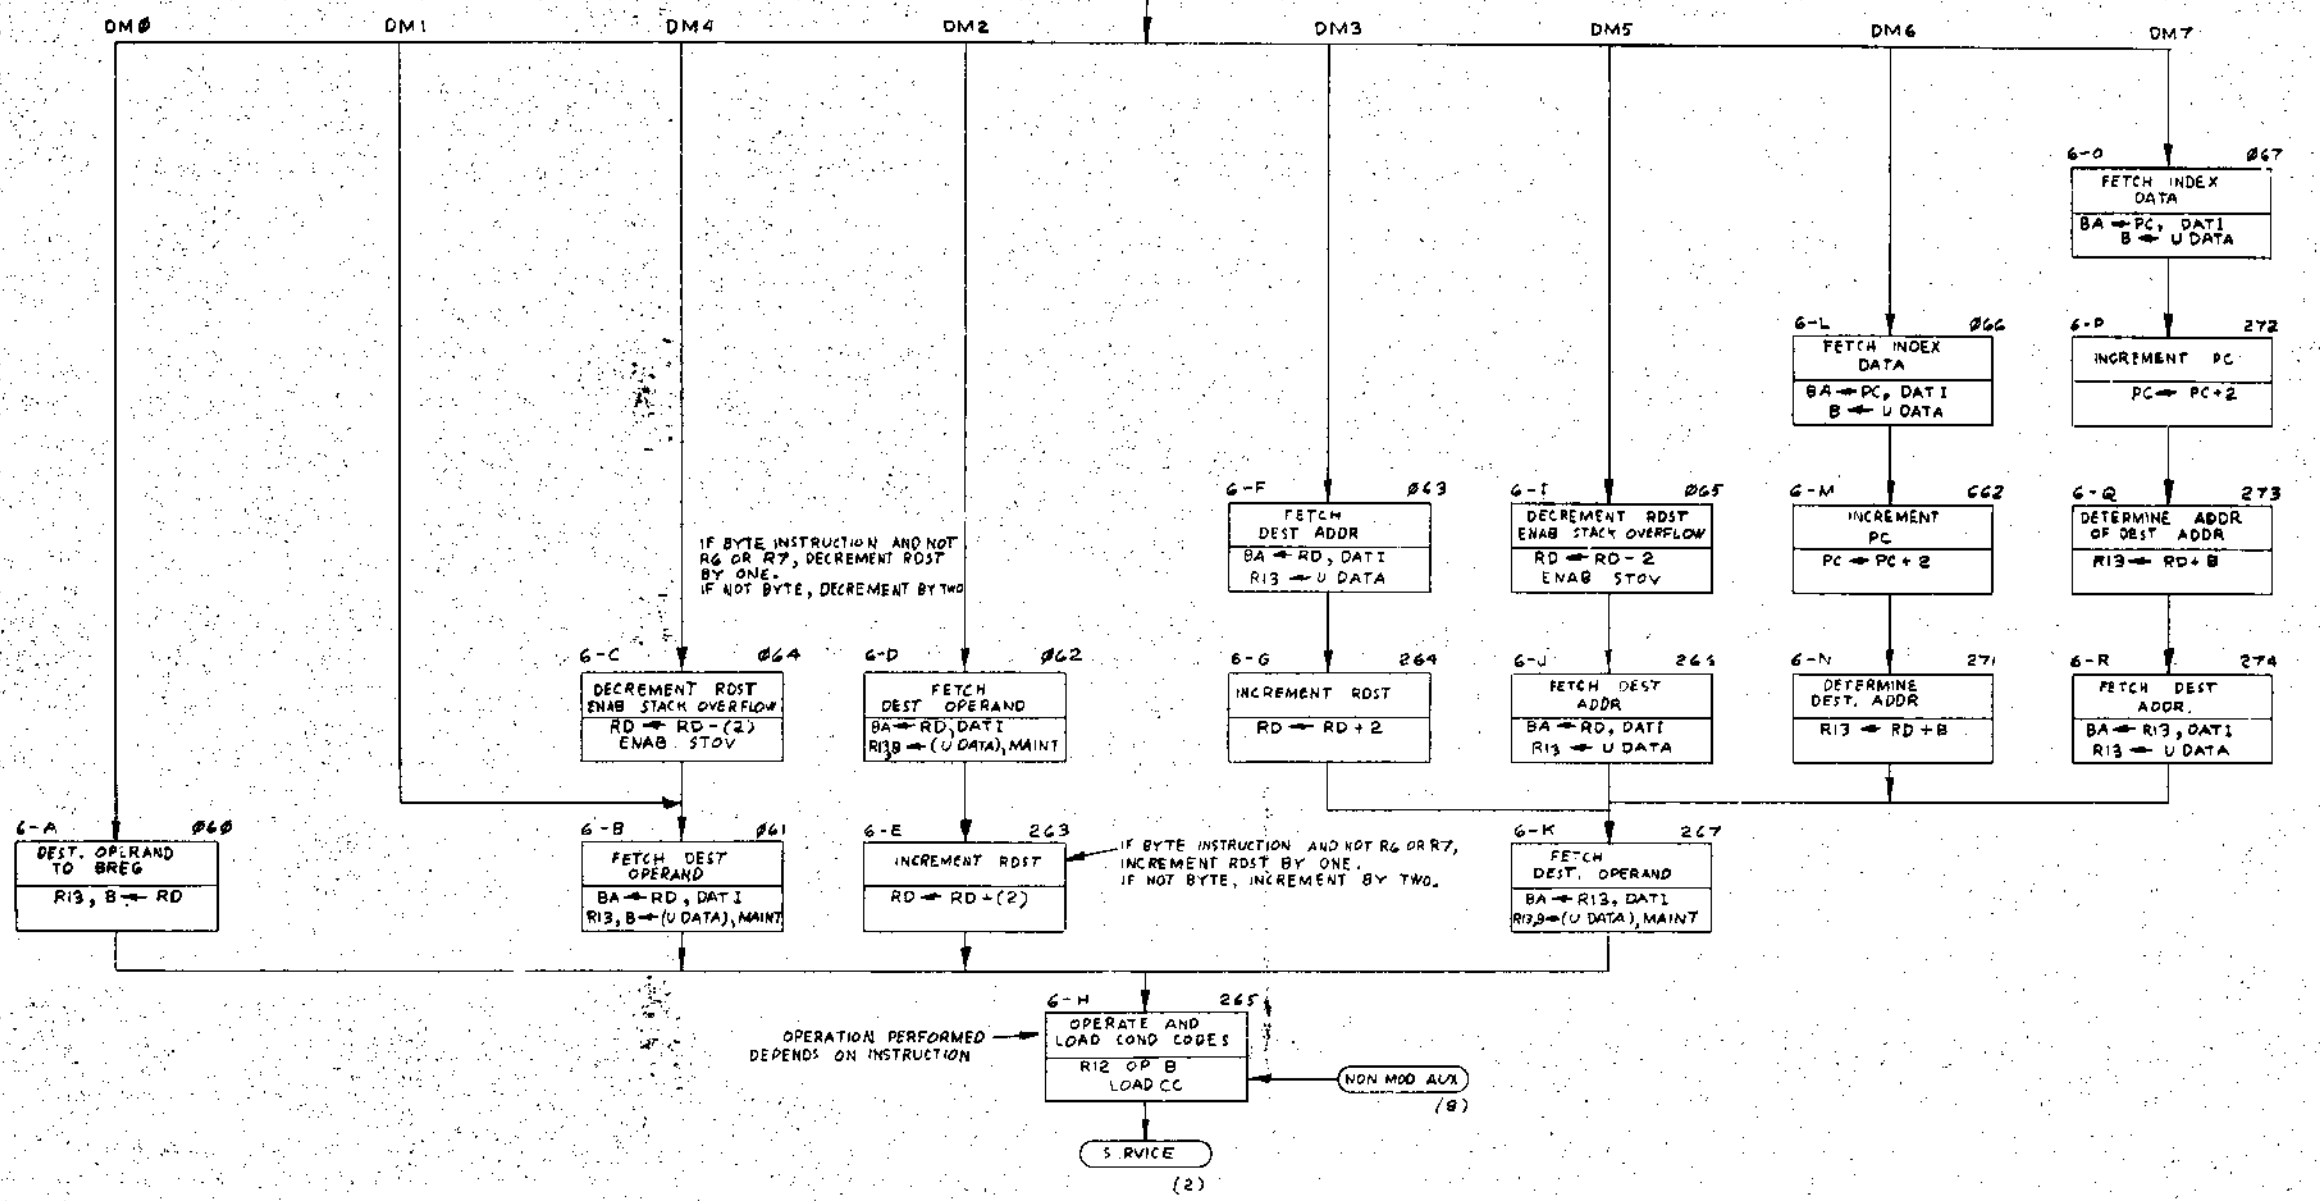 DMØ
DM1
DM4
DM2
DM3
DM5
DM6
DM7
6-O Ø67
FETCH INDEX
DATA
BA ← PC, DATI
B ← U DATA
6-L Ø66
FETCH INDEX
DATA
BA ← PC, DATI
B ← U DATA
6-P 272
INCREMENT PC
PC ← PC+2
6-F Ø63
FETCH
DEST ADDR
BA ← RD, DATI
R13 ← U DATA
6-I Ø65
DECREMENT RDST
ENAB STACK OVERFLOW
RD ← RD-2
ENAB STOV
6-M 662
INCREMENT
PC
PC ← PC+2
6-Q 273
DETERMINE ADDR
OF DEST ADDR
R13 ← RD+B
IF BYTE INSTRUCTION AND NOT
R6 OR R7, DECREMENT RDST
BY ONE.
IF NOT BYTE, DECREMENT BY TWO
6-C Ø64
DECREMENT RDST
ENAB STACK OVERFLOW
RD ← RD-(2)
ENAB STOV
6-D Ø62
FETCH
DEST OPERAND
BA ← RD, DATI
R13,B ← (U DATA), MAINT
6-G 264
INCREMENT RDST
RD ← RD+2
6-J
FETCH DEST
ADDR
BA ← RD, DATI
R13 ← U DATA
6-N 271
DETERMINE
DEST. ADDR
R13 ← RD+B
6-R 274
FETCH DEST
ADDR.
BA ← R13, DATI
R13 ← U DATA
6-A Ø6Ø
DEST. OPERAND
TO BREG
R13, B ← RD
6-B Ø61
FETCH DEST
OPERAND
BA ← RD, DATI
R13, B ← (U DATA), MAINT
6-E 263
INCREMENT RDST
RD ← RD+(2)
IF BYTE INSTRUCTION AND NOT R6 OR R7,
INCREMENT RDST BY ONE.
IF NOT BYTE, INCREMENT BY TWO.
6-K 267
FETCH
DEST. OPERAND
BA ← R13, DATI
R13,B ← (U DATA), MAINT
6-H 265
OPERATE AND
LOAD COND CODES
R12 OP B
LOAD CC
OPERATION PERFORMED
DEPENDS ON INSTRUCTION
NON MOD AUX
(8)
S RVICE
(2)